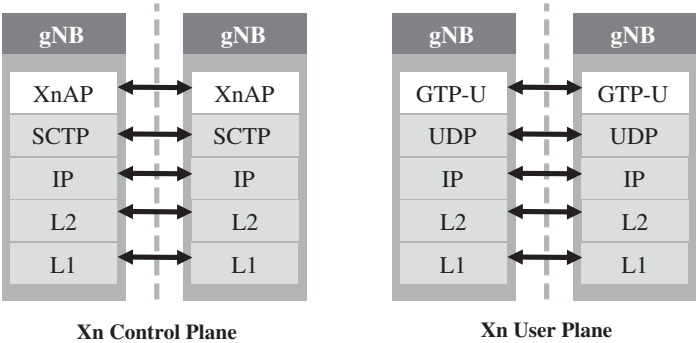 gNB gNB gNB gNB
XnAP XnAP GTP-U GTP-U
SCTP SCTP UDP UDP
IP IP IP IP
L2 L2 L2 L2
L1 L1 L1 L1
Xn Control Plane Xn User Plane